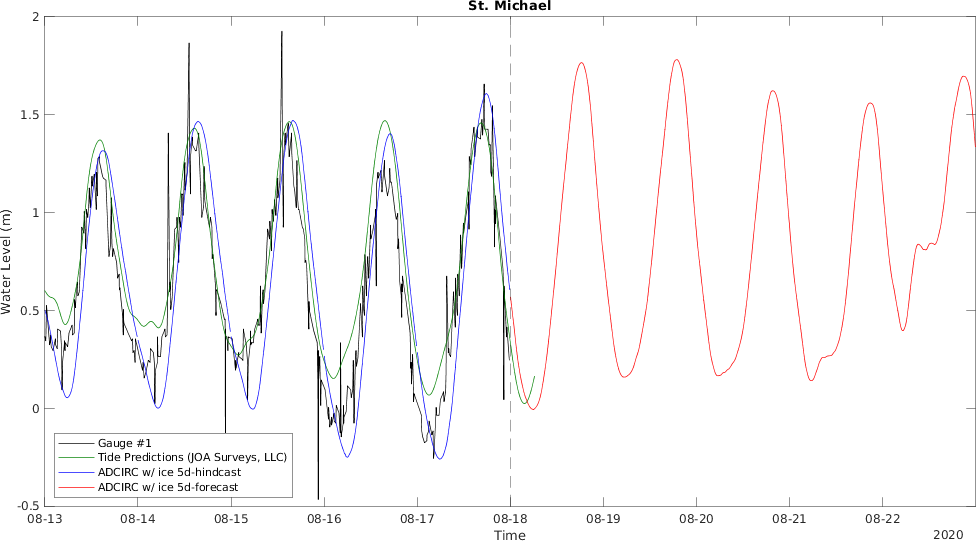 St. Michael
2
1.5
1
0.5
0
-0.5
Water Level (m)
Gauge #1
Tide Predictions (JOA Surveys, LLC)
ADCIRC w/ ice 5d-hindcast
ADCIRC w/ ice 5d-forecast
08-13 08-14 08-15 08-16 08-17 08-18 08-19 08-20 08-21 08-22
Time
2020